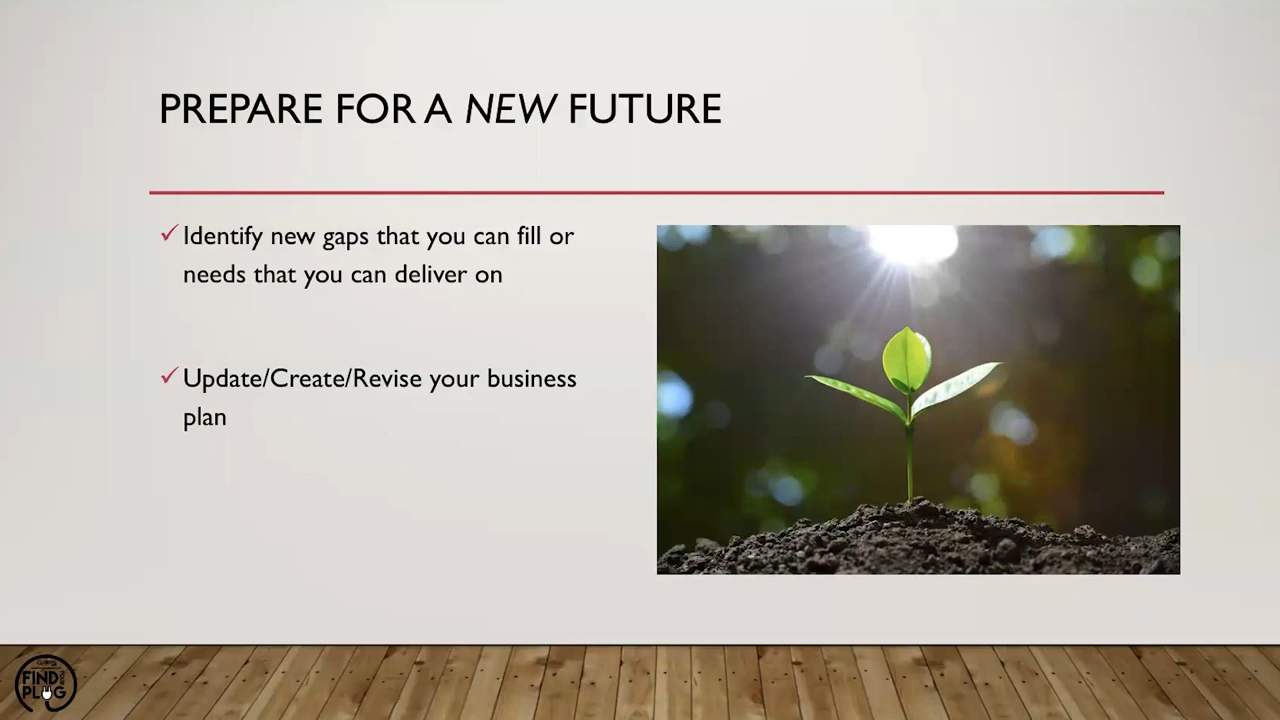 PREPARE FOR A NEW FUTURE
✓Identify new gaps that you can fill or
needs that you can deliver on
✓Update/Create/Revise your business
plan
FIND YOUR
PLUG